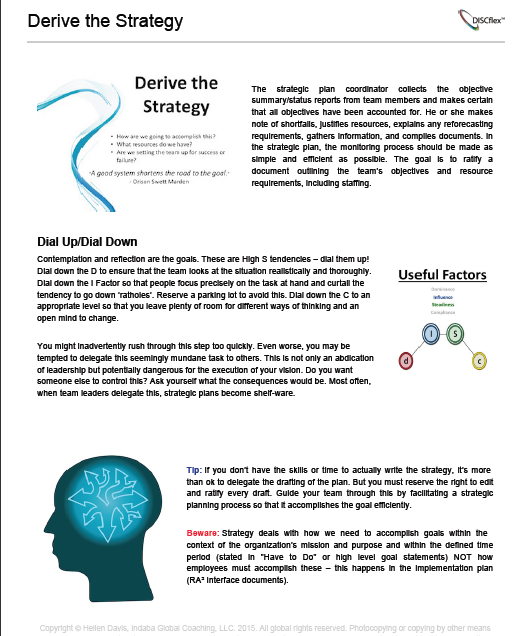 Derive the Strategy
DISCflex™
Derive the
Strategy
• How are we going to accomplish this?
• What resources do we have?
• Are we setting the team up for success or
failure?
-A good system shortens the road to the goal.-
- Orison Swett Marden
The strategic plan coordinator collects the objective
summary/status reports from team members and makes certain
that all objectives have been accounted for. He or she makes
note of shortfalls, justifies resources, explains any reforecasting
requirements, gathers information, and compiles documents. In
the strategic plan, the monitoring process should be made as
simple and efficient as possible. The goal is to ratify a
document outlining the team's objectives and resource
requirements, including staffing.
Dial Up/Dial Down
Contemplation and reflection are the goals. These are High S tendencies – dial them up!
Dial down the D to ensure that the team looks at the situation realistically and thoroughly.
Dial down the I Factor so that people focus precisely on the task at hand and curtail the
tendency to go down 'ratholes'. Reserve a parking lot to avoid this. Dial down the C to an
appropriate level so that you leave plenty of room for different ways of thinking and an
open mind to change.
You might inadvertently rush through this step too quickly. Even worse, you may be
tempted to delegate this seemingly mundane task to others. This is not only an abdication
of leadership but potentially dangerous for the execution of your vision. Do you want
someone else to control this? Ask yourself what the consequences would be. Most often,
when team leaders delegate this, strategic plans become shelf-ware.
Useful Factors
Dominance
Influence
Steadiness
Compliance
I S
d c
Tip: If you don't have the skills or time to actually write the strategy, it's more
than ok to delegate the drafting of the plan. But you must reserve the right to edit
and ratify every draft. Guide your team through this by facilitating a strategic
planning process so that it accomplishes the goal efficiently.
Beware: Strategy deals with how we need to accomplish goals within the
context of the organization's mission and purpose and within the defined time
period (stated in "Have to Do" or high level goal statements) NOT how
employees must accomplish these – this happens in the implementation plan
(RA³ Interface documents).
Copyright © Hellen Davis, Indaba Global Coaching, LLC. 2015. All global rights reserved. Photocopying or copying by other means